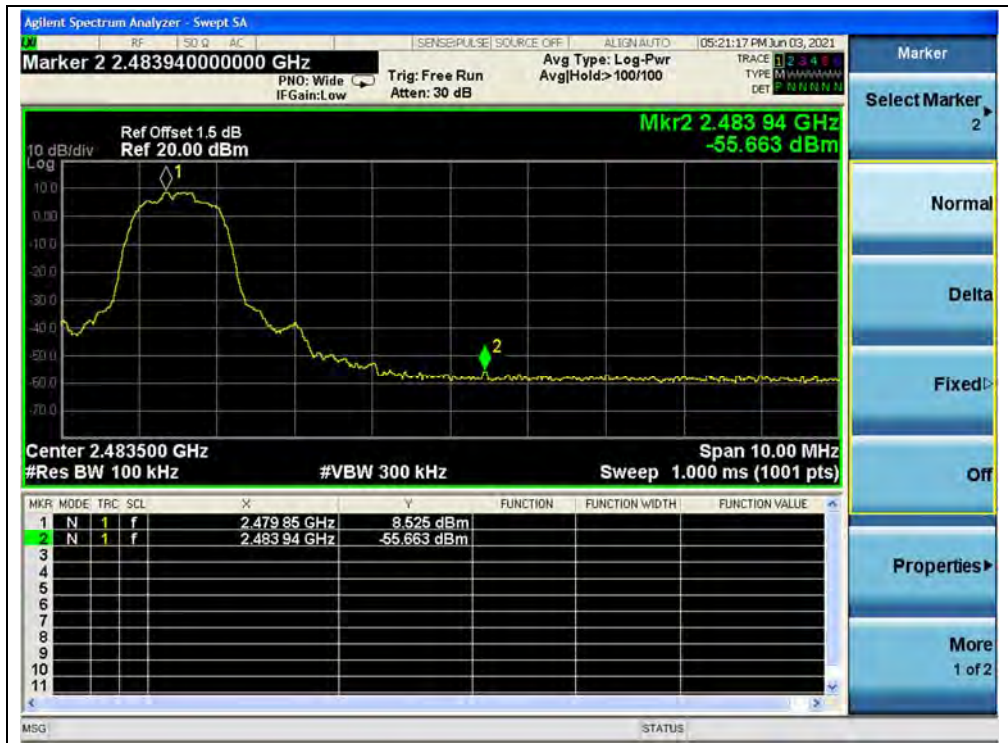 Agilent Spectrum Analyzer - Swept SA
RF 50 Ω AC SENSE:PULSE SOURCE OFF ALIGNAUTO 05:21:17 PM Jun 03, 2021
Marker 2 2.483940000000 GHz
PNO: Wide
IFGain:Low
Trig: Free Run
Atten: 30 dB
Avg Type: Log-Pwr
Avg|Hold:>100/100
TRACE 1 2 3 4 5 6
TYPE M
DET P N N N N N
Mkr2 2.483 94 GHz
-55.663 dBm
Ref Offset 1.5 dB
10 dB/div Ref 20.00 dBm
Log
10.0
0.00
-10.0
-20.0
-30.0
-40.0
-50.0
-60.0
-70.0
1
2
Center 2.483500 GHz Span 10.00 MHz
#Res BW 100 kHz #VBW 300 kHz Sweep 1.000 ms (1001 pts)
MKR MODE TRC SCL X Y FUNCTION FUNCTION WIDTH FUNCTION VALUE
1 N 1 f 2.479 85 GHz 8.525 dBm
2 N 1 f 2.483 94 GHz -55.663 dBm
3
4
5
6
7
8
9
10
11
MSG STATUS
Marker
Select Marker
2
Normal
Delta
Fixed
Off
Properties
More
1 of 2